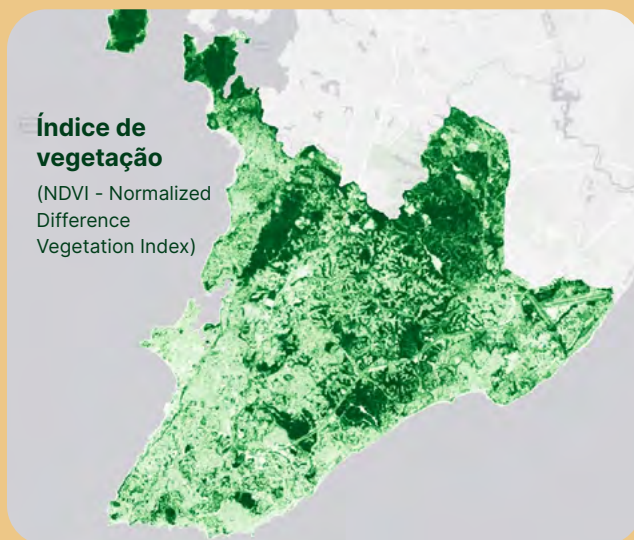 Índice de
vegetação
(NDVI - Normalized
Difference
Vegetation Index)